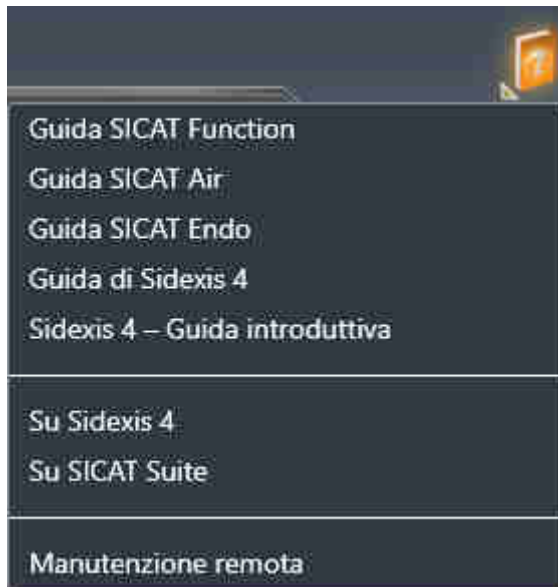 Guida SICAT Function
Guida SICAT Air
Guida SICAT Endo
Guida di Sidexis 4
Sidexis 4 – Guida introduttiva
Su Sidexis 4
Su SICAT Suite
Manutenzione remota